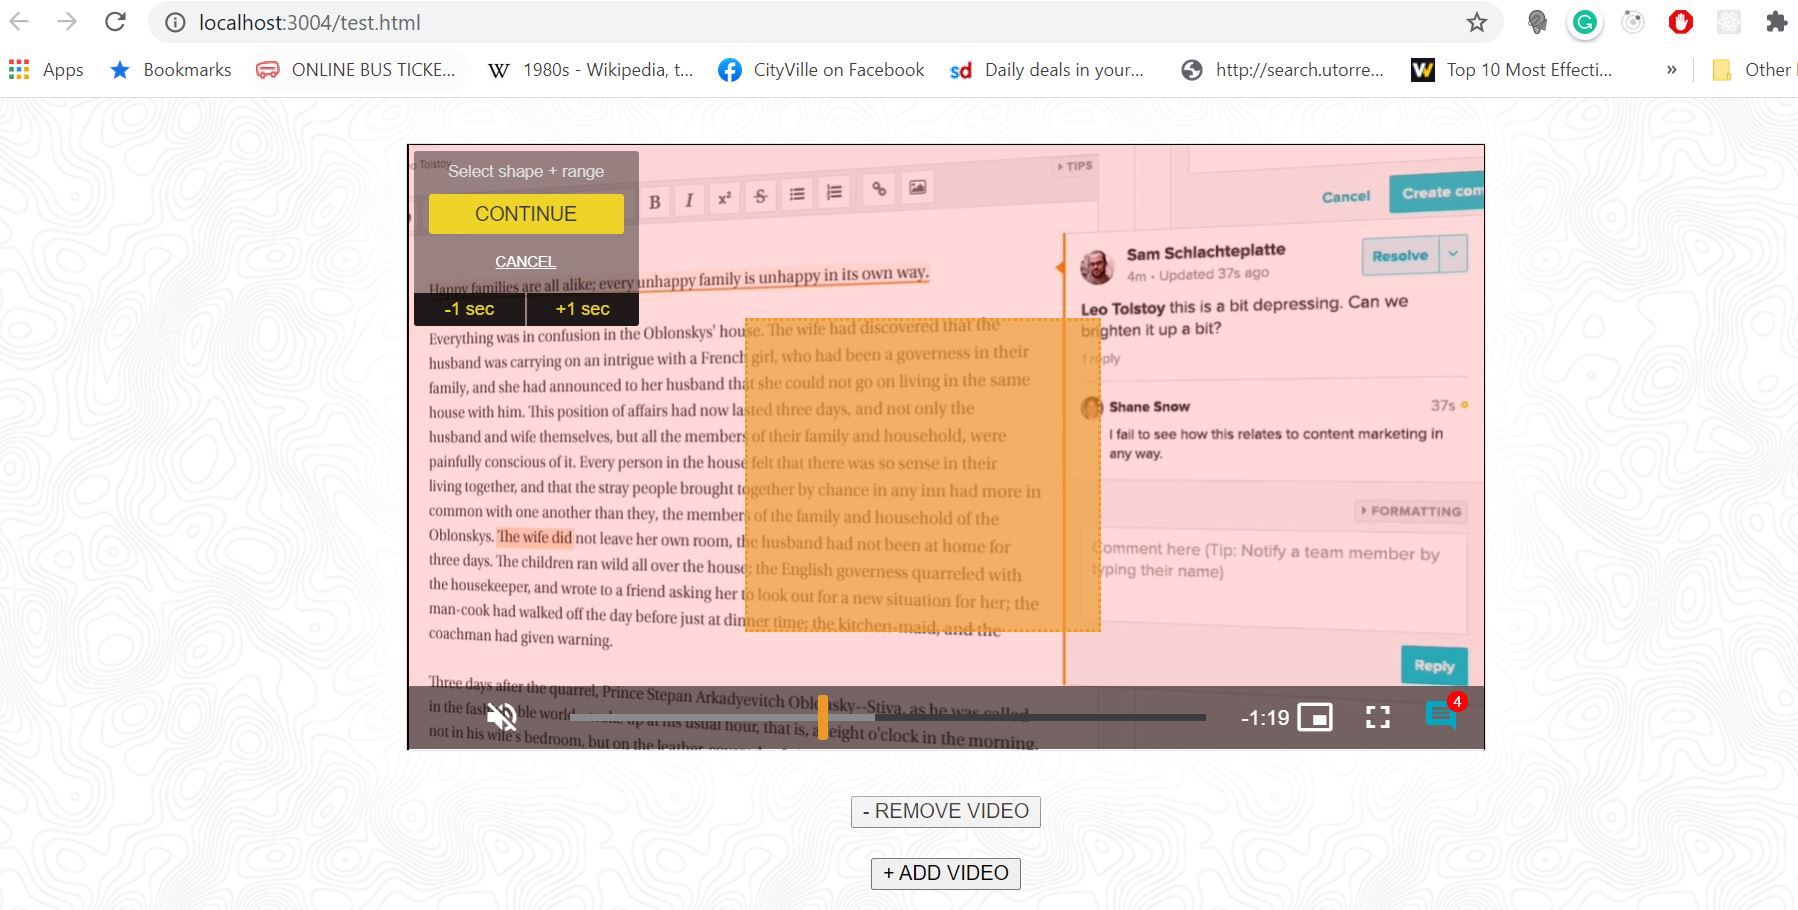 localhost:3004/test.html
Apps
Bookmarks
ONLINE BUS TICKE...
1980s - Wikipedia, t...
CityVille on Facebook
Daily deals in your...
http://search.utorre...
Top 10 Most Effecti...
»
Other
Tolstoy
Select shape + range
CONTINUE
CANCEL
-1 sec
+1 sec
B I x² S
TIPS
Cancel
Create com
Happy families are all alike; every unhappy family is unhappy in its own way.
Everything was in confusion in the Oblonskys' house. The wife had discovered that the
husband was carrying on an intrigue with a French girl, who had been a governess in their
family, and she had announced to her husband that she could not go on living in the same
house with him. This position of affairs had now lasted three days, and not only the
husband and wife themselves, but all the members of their family and household, were
painfully conscious of it. Every person in the house felt that there was so sense in their
living together, and that the stray people brought together by chance in any inn had more in
common with one another than they, the members of the family and household of the
Oblonskys. The wife did not leave her own room, the husband had not been at home for
three days. The children ran wild all over the house; the English governess quarreled with
the housekeeper, and wrote to a friend asking her to look out for a new situation for her; the
man-cook had walked off the day before just at dinner time; the kitchen-maid, and the
coachman had given warning.
Three days after the quarrel, Prince Stepan Arkadyevitch Oblonsky--Stiva, as he was called
in the fashionable world--woke up at his usual hour, that is, at eight o'clock in the morning,
not in his wife's bedroom, but on the leather-covered
Sam Schlachteplatte
4m • Updated 37s ago
Resolve
Leo Tolstoy this is a bit depressing. Can we
brighten it up a bit?
1 reply
Shane Snow
37s
I fail to see how this relates to content marketing in
any way.
FORMATTING
Comment here (Tip: Notify a team member by
typing their name)
Reply
-1:19
4
- REMOVE VIDEO
+ ADD VIDEO